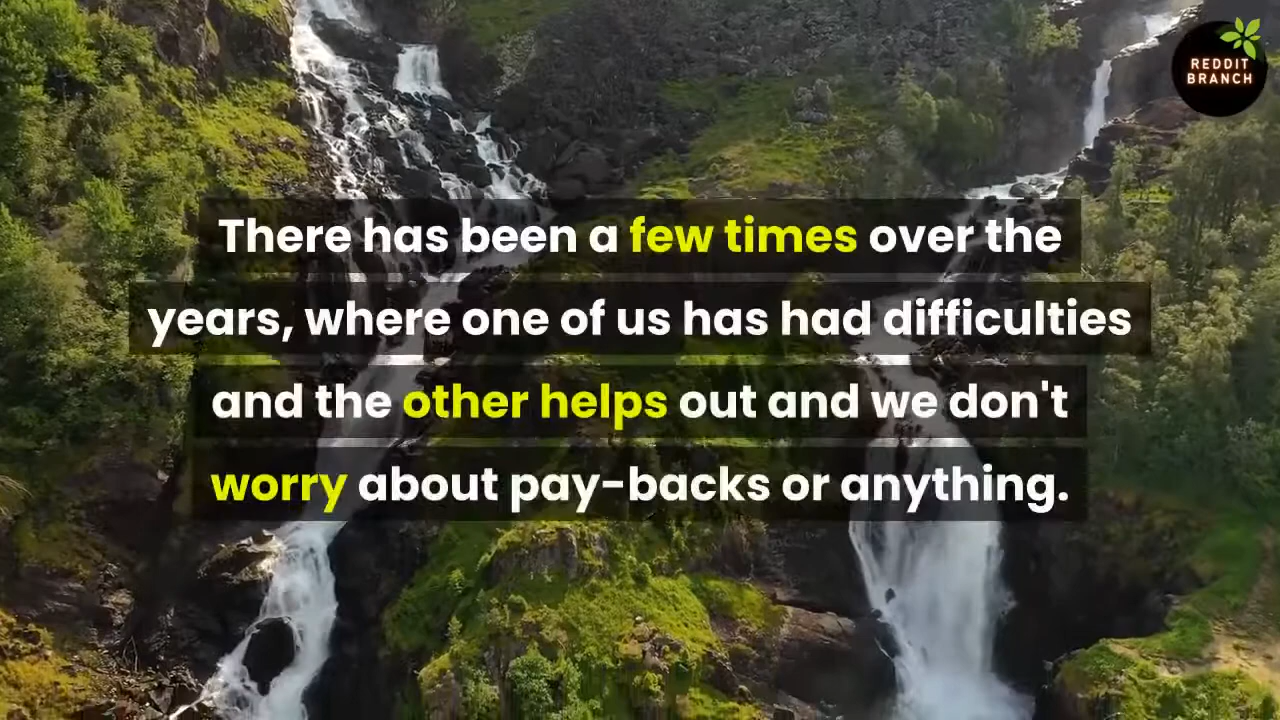 REDDIT
BRANCH
There has been a few times over the
years, where one of us has had difficulties
and the other helps out and we don't
worry about pay-backs or anything.